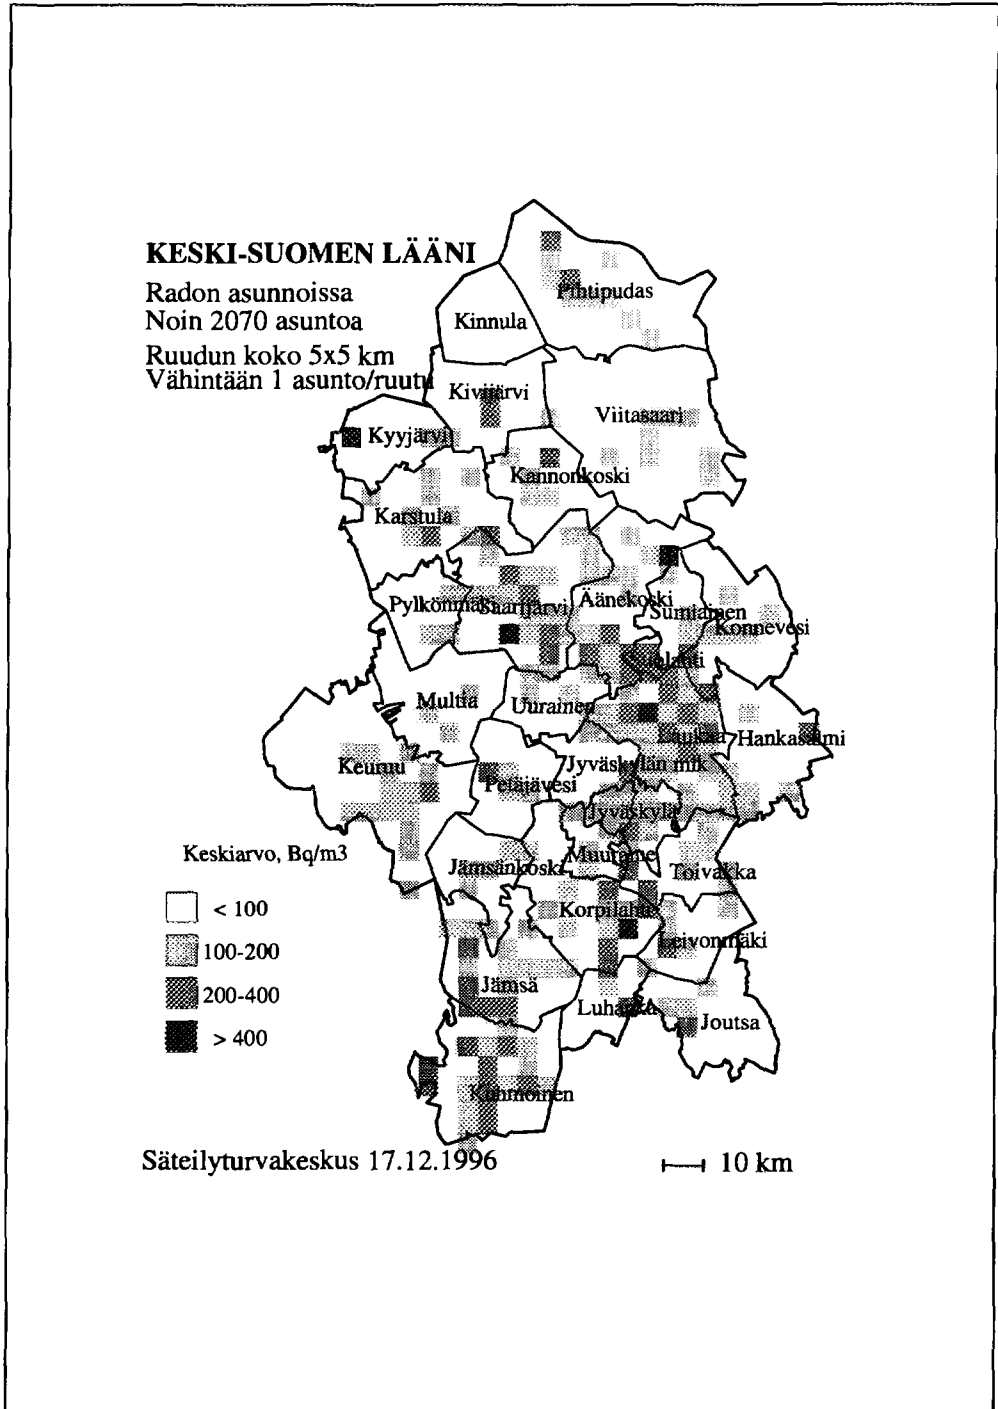 KESKI-SUOMEN LÄÄNI
Radon asunnoissa
Noin 2070 asuntoa
Ruudun koko 5x5 km
Vähintään 1 asunto/ruutu
Pihtipudas
Kinnula
Kivijärvi
Viitasaari
Kyyjärvi
Kannonkoski
Karstula
Pylkönmäki
Saarijärvi
Äänekoski
Sumiainen
Konnevesi
Suolahti
Multia
Uurainen
Laukaa
Hankasalmi
Keuruu
Petäjävesi
Jyväskylän mlk
Jyväskylä
Jämsänkoski
Muurame
Toivakka
Korpilahti
Leivonmäki
Jämsä
Luhanka
Joutsa
Kuhmoinen
Keskiarvo, Bq/m3
< 100
100-200
200-400
> 400
Säteilyturvakeskus 17.12.1996
10 km